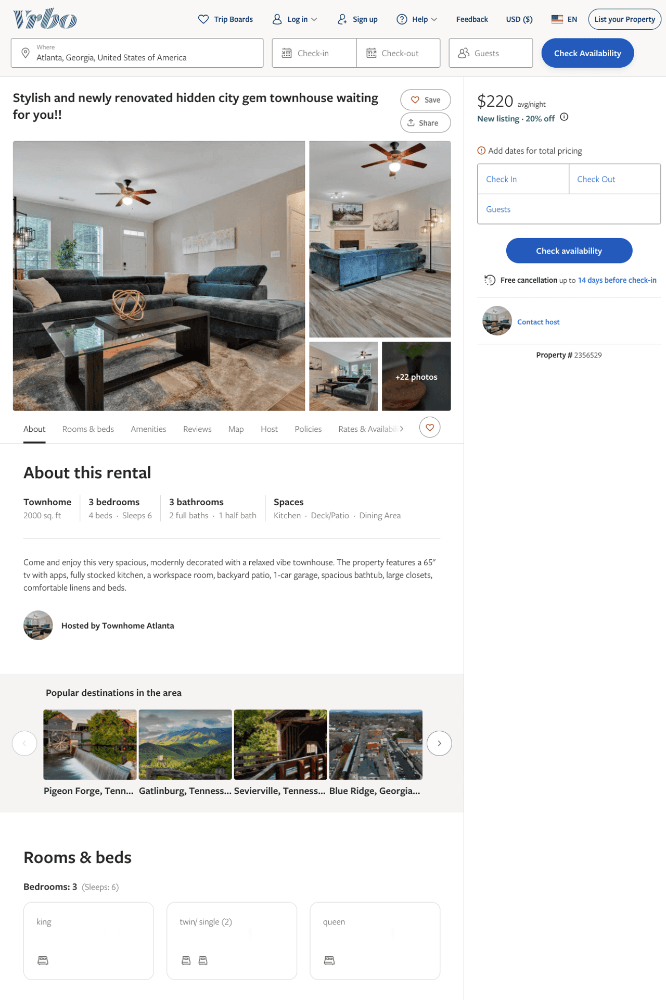 Vrbo
Trip Boards
Log in
Sign up
Help
Feedback
USD ($)
EN
List your Property
Where
Atlanta, Georgia, United States of America
Check-in
Check-out
Guests
Check Availability
Stylish and newly renovated hidden city gem townhouse waiting
for you!!
Save
Share
+22 photos
$220 avg/night
New listing · 20% off
Add dates for total pricing
Check In
Check Out
Guests
Check availability
Free cancellation up to 14 days before check-in
Contact host
Property # 2356529
About
Rooms & beds
Amenities
Reviews
Map
Host
Policies
Rates & Availabili
About this rental
Townhome
2000 sq. ft
3 bedrooms
4 beds · Sleeps 6
3 bathrooms
2 full baths · 1 half bath
Spaces
Kitchen · Deck/Patio · Dining Area
Come and enjoy this very spacious, modernly decorated with a relaxed vibe townhouse. The property features a 65″
tv with apps, fully stocked kitchen, a workspace room, backyard patio, 1-car garage, spacious bathtub, large closets,
comfortable linens and beds.
Hosted by Townhome Atlanta
Popular destinations in the area
Pigeon Forge, Tenn...
Gatlinburg, Tenness...
Sevierville, Tenness...
Blue Ridge, Georgia...
Rooms & beds
Bedrooms: 3 (Sleeps: 6)
king
twin/ single (2)
queen